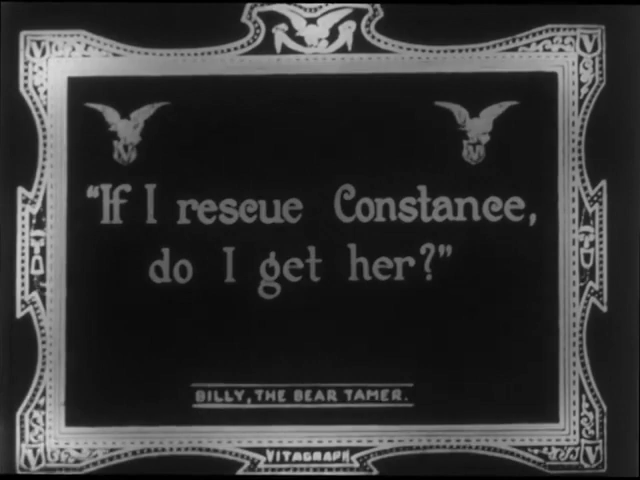 “If I rescue Constance,
do I get her?”
BILLY, THE BEAR TAMER.
VITAGRAPH